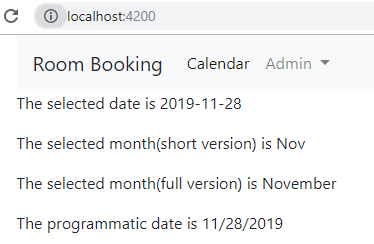 localhost:4200
Room Booking Calendar Admin
The selected date is 2019-11-28
The selected month(short version) is Nov
The selected month(full version) is November
The programmatic date is 11/28/2019